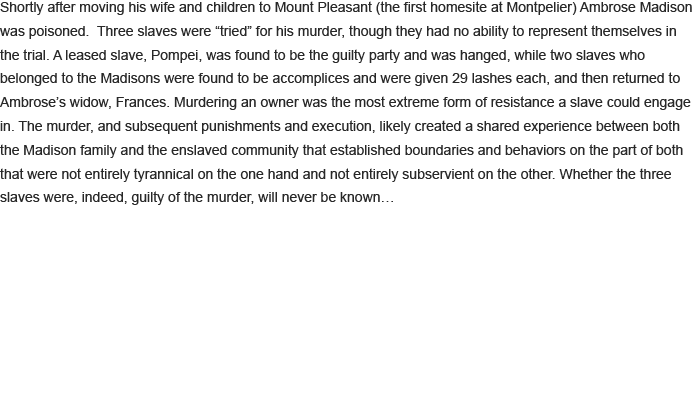 Shortly after moving his wife and children to Mount Pleasant (the first homesite at Montpelier) Ambrose Madison
was poisoned.  Three slaves were “tried” for his murder, though they had no ability to represent themselves in
the trial. A leased slave, Pompei, was found to be the guilty party and was hanged, while two slaves who
belonged to the Madisons were found to be accomplices and were given 29 lashes each, and then returned to
Ambrose’s widow, Frances. Murdering an owner was the most extreme form of resistance a slave could engage
in. The murder, and subsequent punishments and execution, likely created a shared experience between both
the Madison family and the enslaved community that established boundaries and behaviors on the part of both
that were not entirely tyrannical on the one hand and not entirely subservient on the other. Whether the three
slaves were, indeed, guilty of the murder, will never be known…